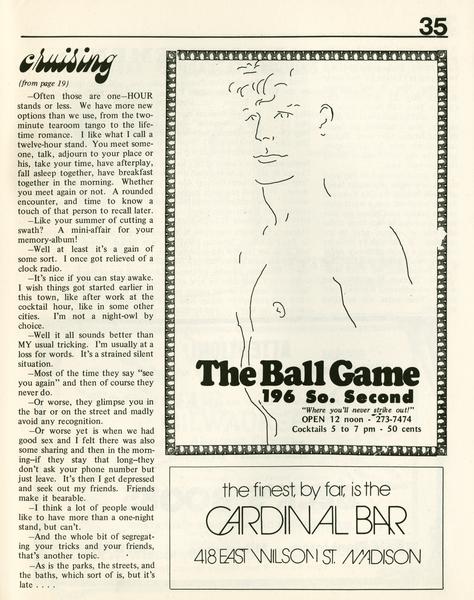 35
cruising
(from page 19)
—Often those are one—HOUR
stands or less. We have more new
options than we use, from the two-
minute tearoom tango to the life-
time romance. I like what I call a
twelve-hour stand. You meet some-
one, talk, adjourn to your place or
his, take your time, have afterplay,
fall asleep together, have breakfast
together in the morning. Whether
you meet again or not. A rounded
encounter, and time to know a
touch of that person to recall later.
—Like your summer of cutting a
swath? A mini-affair for your
memory-album!
—Well at least it's a gain of
some sort. I once got relieved of a
clock radio.
—It's nice if you can stay awake.
I wish things got started earlier in
this town, like after work at the
cocktail hour, like in some other
cities. I'm not a night-owl by
choice.
—Well it all sounds better than
MY usual tricking. I'm usually at a
loss for words. It's a strained silent
situation.
—Most of the time they say "see
you again" and then of course they
never do.
—Or worse, they glimpse you in
the bar or on the street and madly
avoid any recognition.
—Or worse yet is when we had
good sex and I felt there was also
some sharing and then in the morn-
ing—if they stay that long—they
don't ask your phone number but
just leave. It's then I get depressed
and seek out my friends. Friends
make it bearable.
—I think a lot of people would
like to have more than a one-night
stand, but can't.
—And the whole bit of segregat-
ing your tricks and your friends,
that's another topic.
—As is the parks, the streets, and
the baths, which sort of is, but it's
late . . . .
The Ball Game
196 So. Second
"Where you'll never strike out!"
OPEN 12 noon - 273-7474
Cocktails 5 to 7 pm - 50 cents
the finest, by far, is the
CARDINAL BAR
418 EAST WILSON ST. MADISON